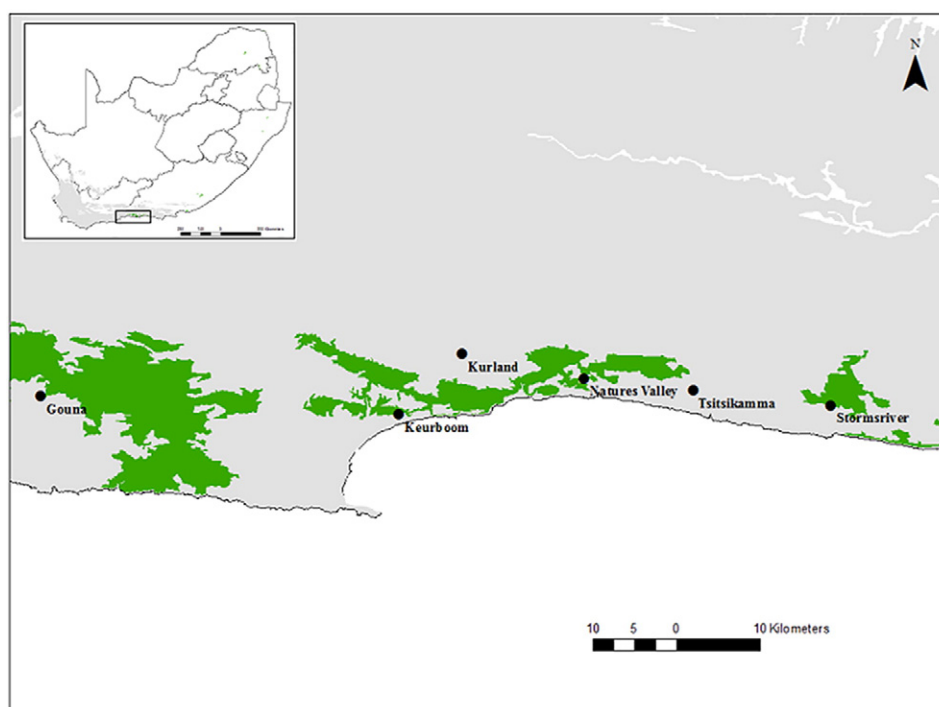 N
Kurland
Natures Valley
Gouna
Tsitsikamma
Keurboom
Stormsriver
10 5 0 10 Kilometers